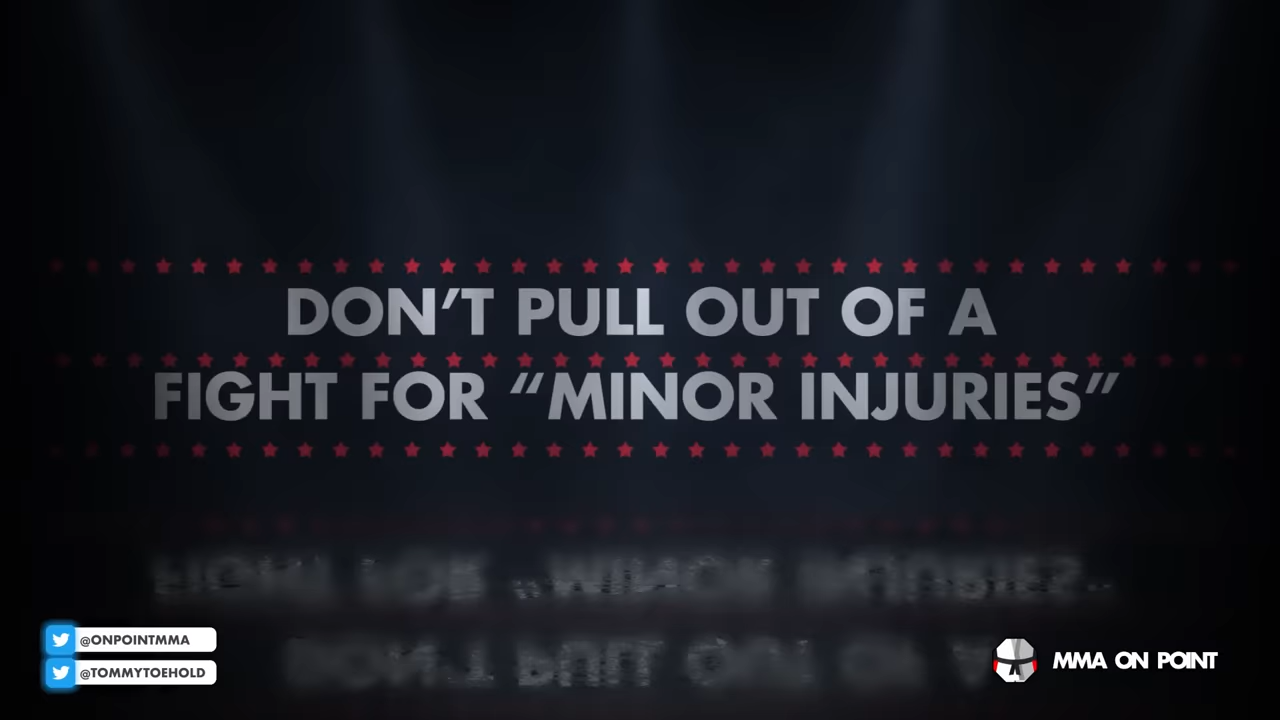 DON’T PULL OUT OF A
FIGHT FOR “MINOR INJURIES”
@ONPOINTMMA
@TOMMYTOEHOLD
MMA ON POINT